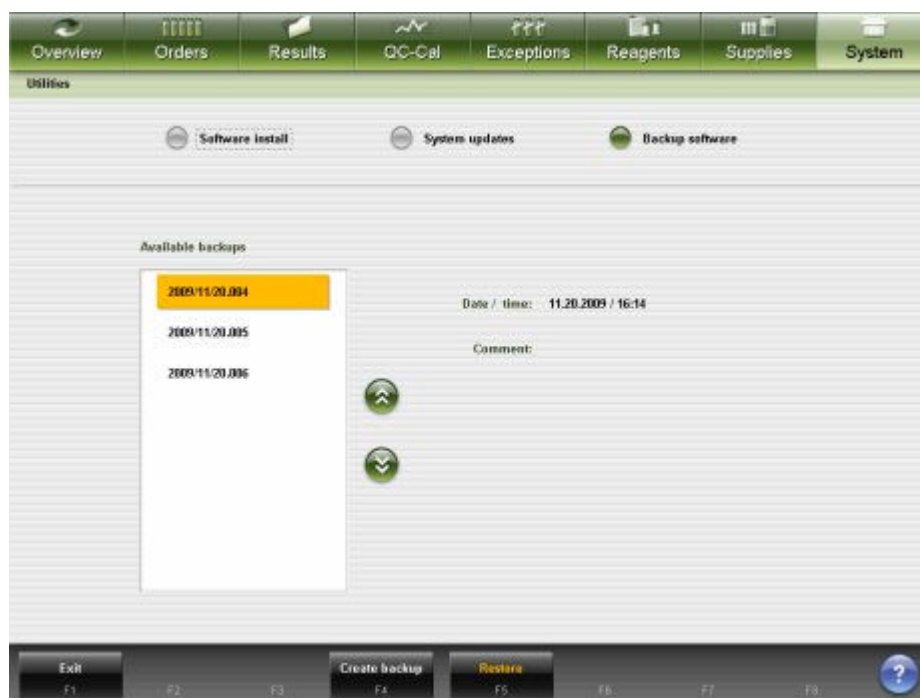 Overview Orders Results QC-Cal Exceptions Reagents Supplies System
Utilities
Software install System updates Backup software
Available backups
2009/11/20.004
Date / time: 11.20.2009 / 16:14
2009/11/20.005
Comment:
2009/11/20.006
Exit Create backup Restore
F1 F2 F3 F4 F5 F6 F7 F8
?